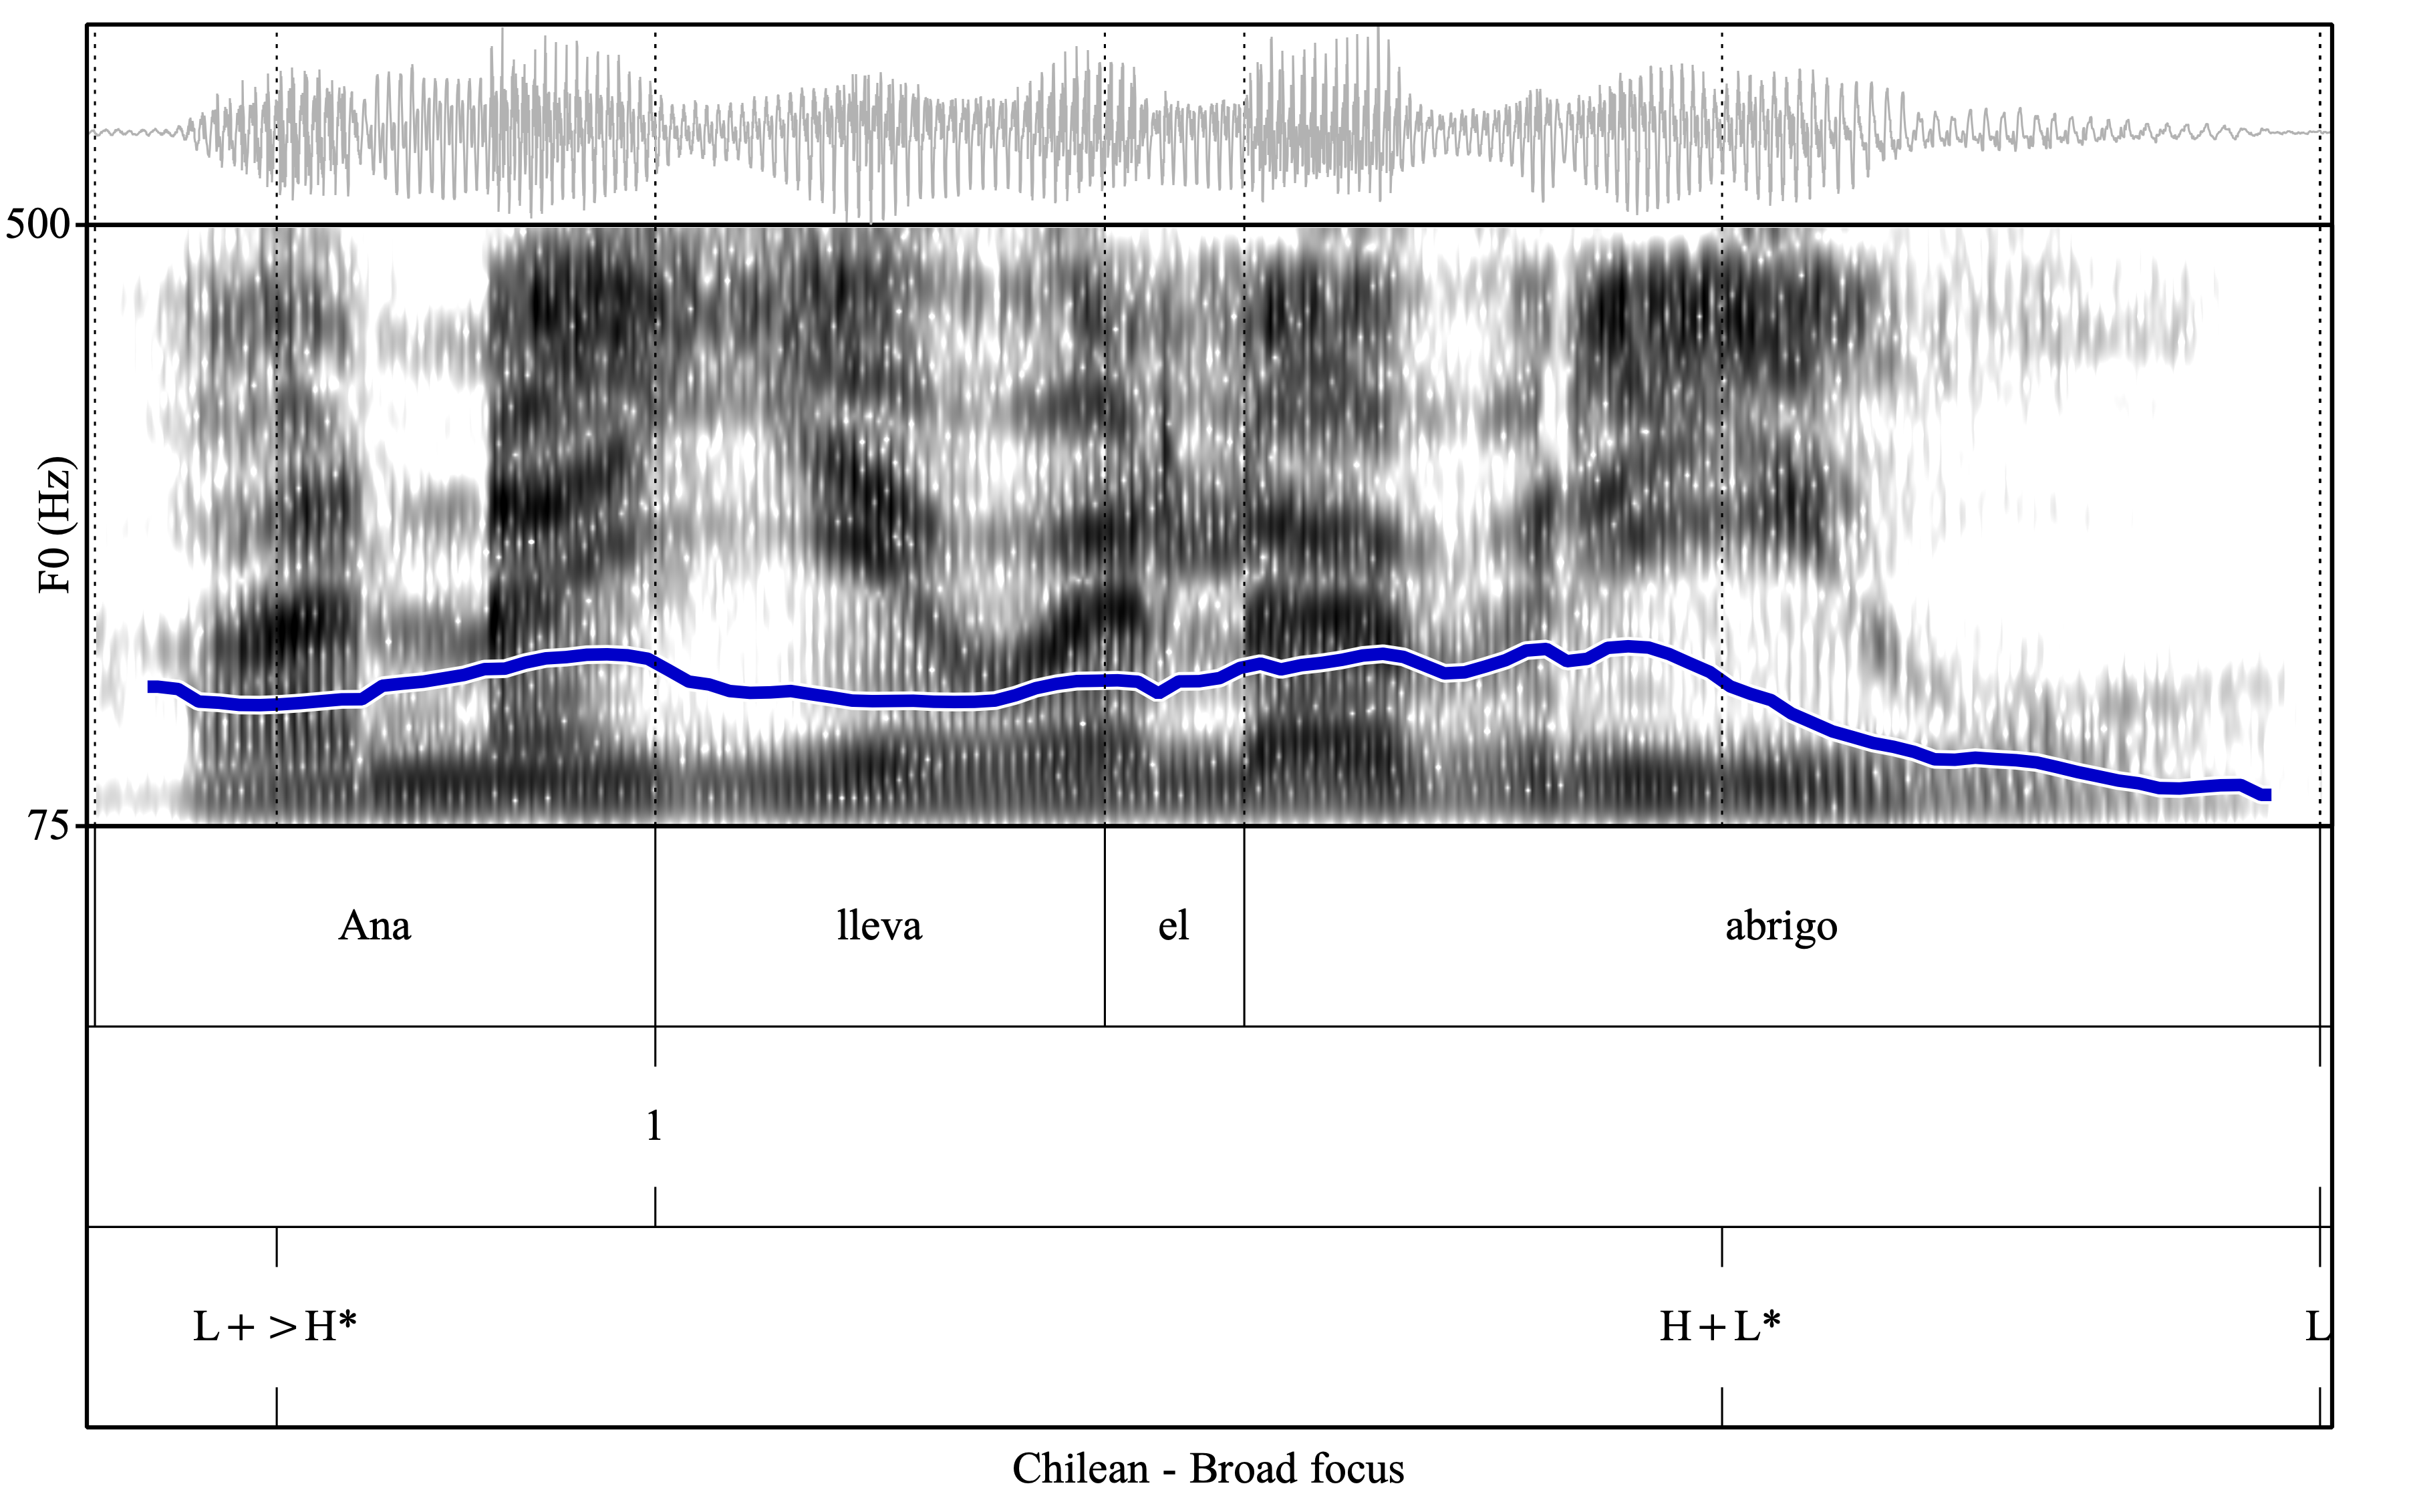 500
F0 (Hz)
75
Ana lleva el abrigo
1
L+>H* H+L* L
Chilean - Broad focus